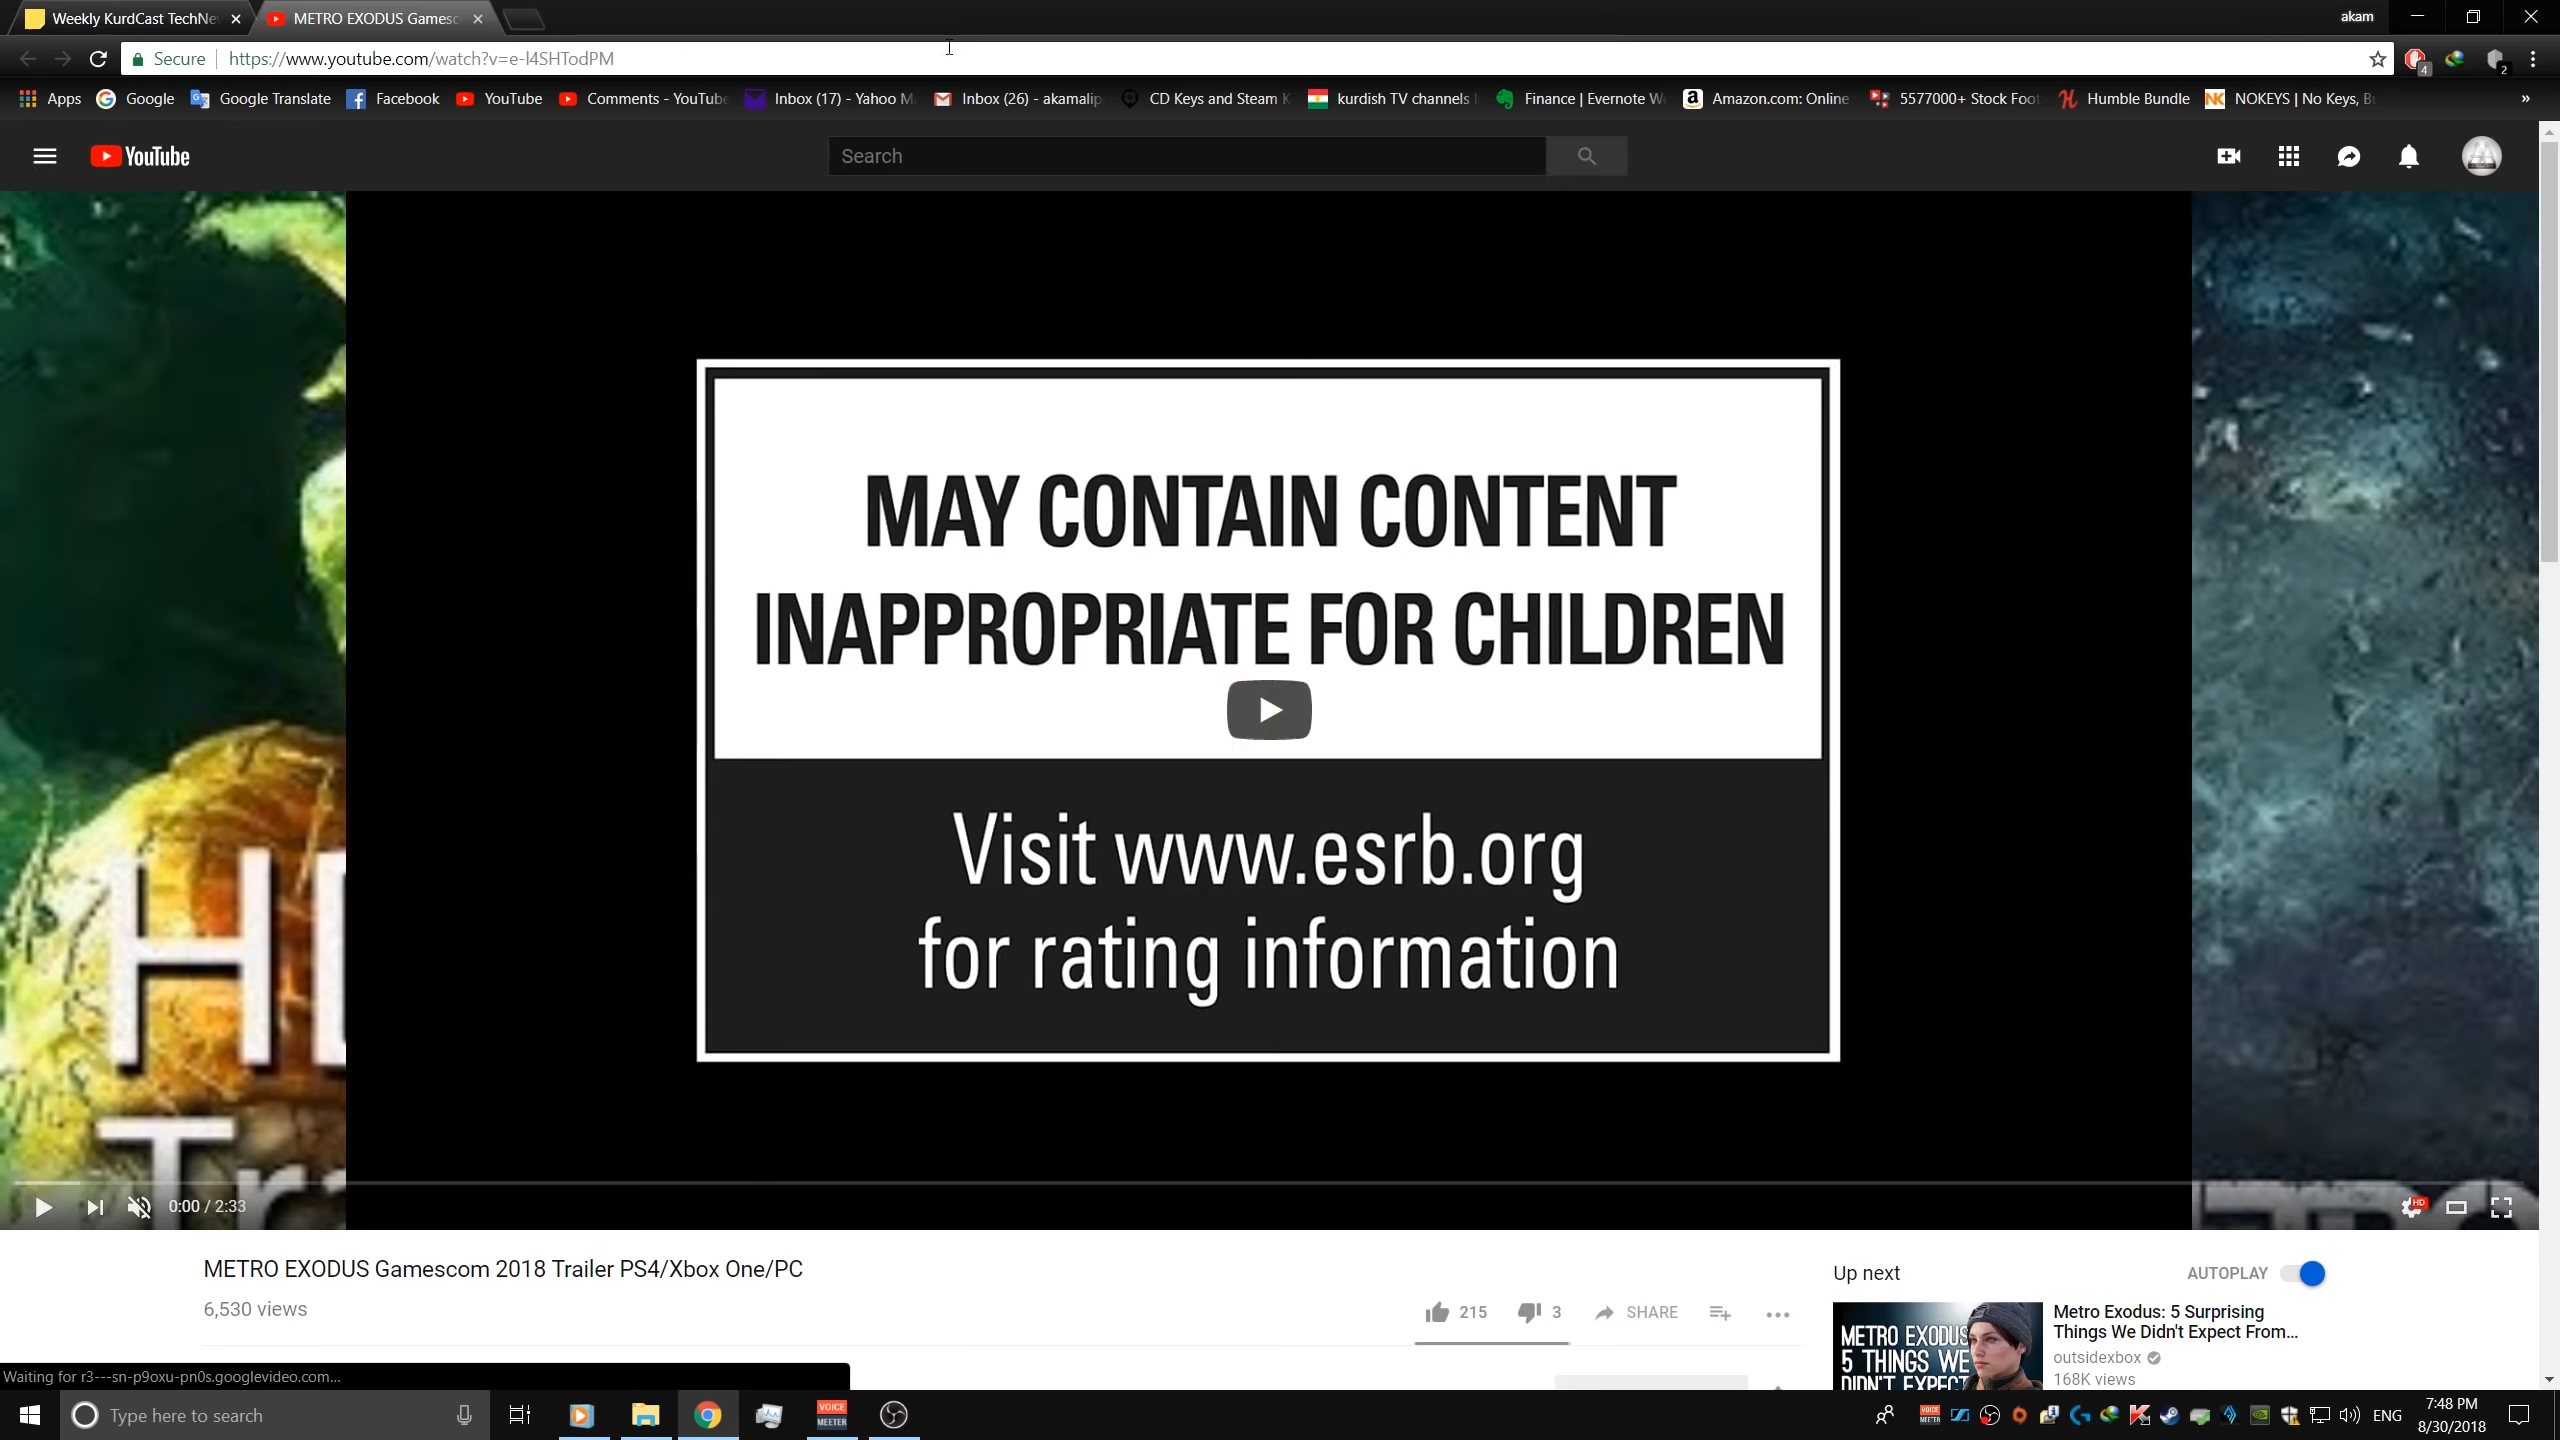 Weekly KurdCast TechNe
METRO EXODUS Gamesc
akam
Secure
https://www.youtube.com/watch?v=e-l4SHTodPM
4
2
Apps
Google
Google Translate
Facebook
YouTube
Comments - YouTube
Inbox (17) - Yahoo M
Inbox (26) - akamalip
CD Keys and Steam K
kurdish TV channels
Finance | Evernote W
Amazon.com: Online
5577000+ Stock Foot
Humble Bundle
NOKEYS | No Keys, B
»
YouTube
Search
MAY CONTAIN CONTENT
INAPPROPRIATE FOR CHILDREN
Visit www.esrb.org
for rating information
0:00 / 2:33
HD
METRO EXODUS Gamescom 2018 Trailer PS4/Xbox One/PC
6,530 views
215
3
SHARE
Up next
AUTOPLAY
METRO EXODUS
5 THINGS WE
DIDN'T EXPECT
Metro Exodus: 5 Surprising
Things We Didn't Expect From...
outsidexbox
168K views
Waiting for r3---sn-p9oxu-pn0s.googlevideo.com...
Type here to search
VOICE
MEETER
ENG
7:48 PM
8/30/2018